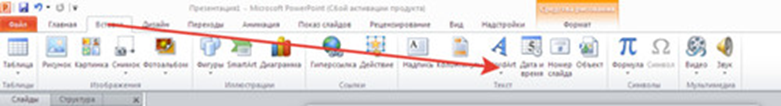 Презентация1 - Microsoft PowerPoint (Сбой активации продукта)
Средства рисования
Файл Главная Вставка Дизайн Переходы Анимация Показ слайдов Рецензирование Вид Надстройки Формат
Таблица Рисунок Картинка Снимок Фотоальбом Фигуры SmartArt Диаграмма Гиперссылка Действие Надпись Дата и время Номер слайда Объект Формула Символ Видео Звук
Таблицы Изображения Иллюстрации Ссылки Текст Символы Мультимедиа
Слайды Структура